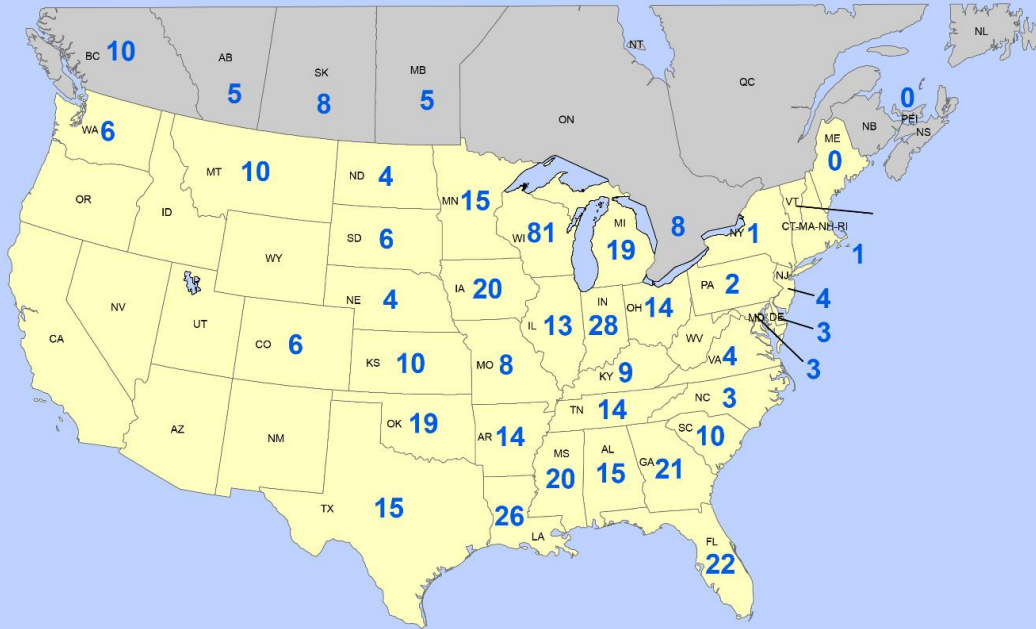 NL
NT
BC 10
AB
5
SK
8
MB
5
QC
ON
0
PEI
NB
NS
WA 6
MT 10
ND 4
MN 15
ME
0
OR
ID
SD 6
WI 81
MI
19
8
VT
CT-MA-NH-RI
NY 1
1
WY
NE 4
IA 20
PA 2
NJ
4
NV
UT
CO 6
IL 13
IN
28
OH 14
MD
DE
3
3
CA
KS 10
MO 8
WV
VA 4
KY 9
AZ
NM
OK 19
AR 14
TN 14
NC 3
SC
10
TX 15
MS
20
AL
15
GA 21
26
LA
FL
22